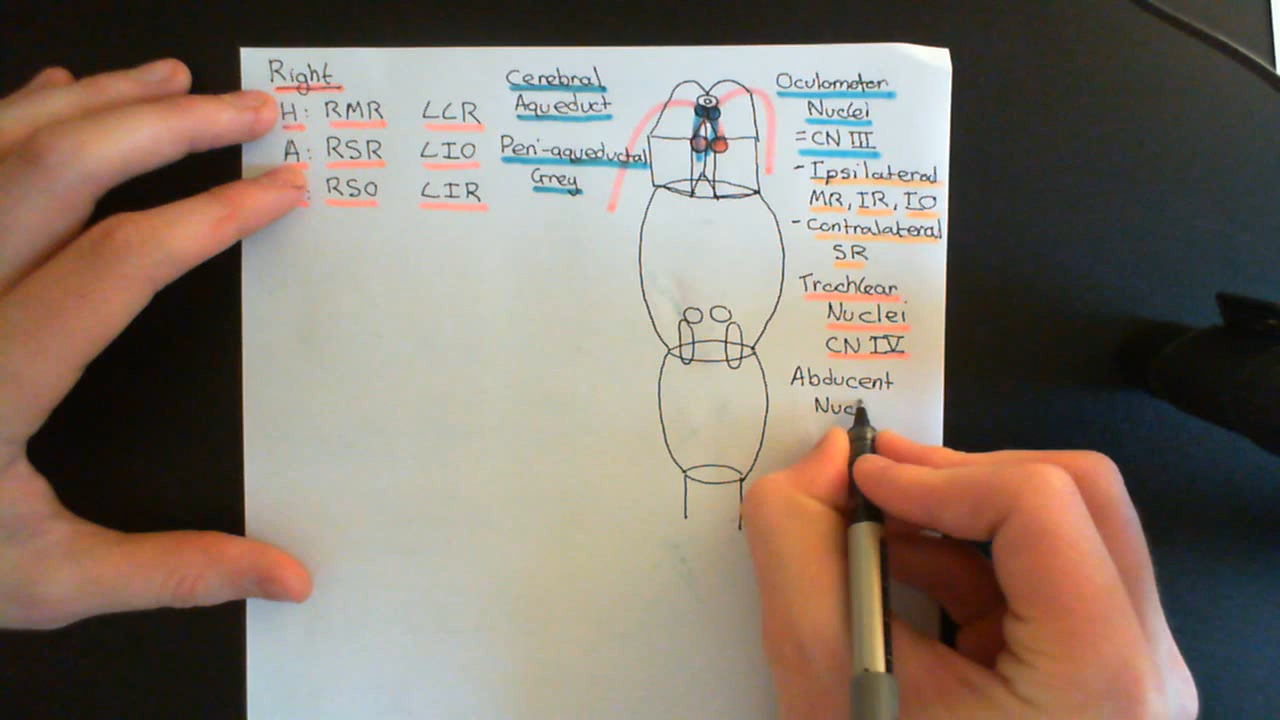 Right
H: RMR LLR
A: RSR LIO
: RSO LIR
Cerebral
Aqueduct
Peri-aqueductal
Grey
Oculomotor
Nuclei
= CN III
- Ipsilateral
MR, IR, IO
- Contralateral
SR
Trochlear
Nuclei
CN IV
Abducent
Nuc